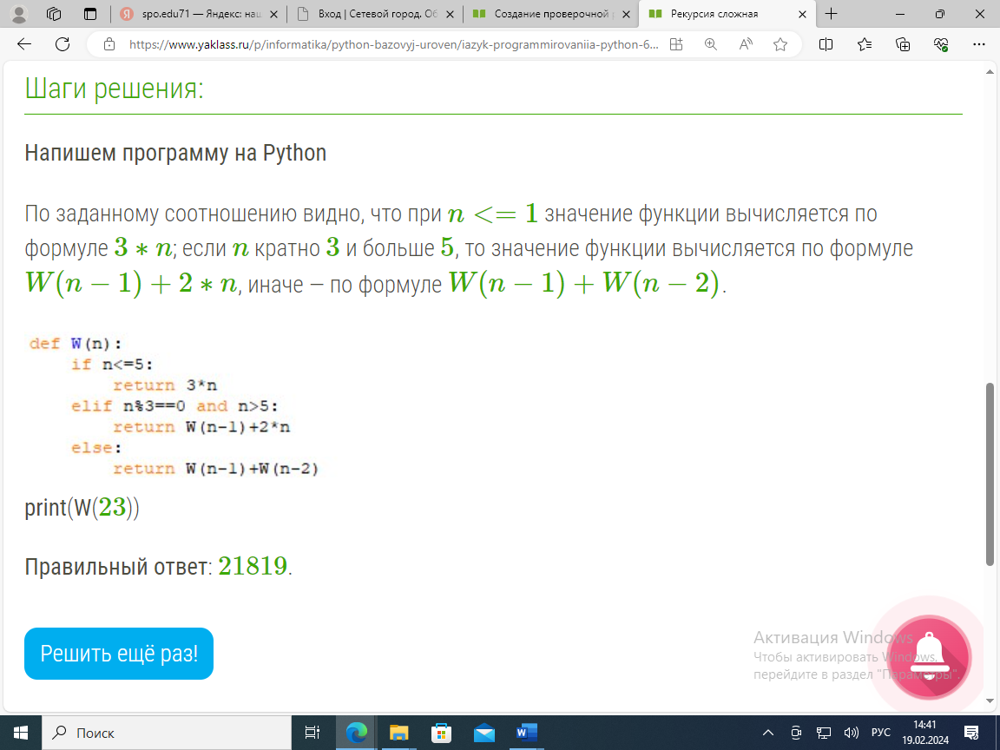 spo.edu71 — Яндекс: наш
Вход | Сетевой город. Об
Создание проверочной р
Рекурсия сложная
https://www.yaklass.ru/p/informatika/python-bazovyj-uroven/iazyk-programmirovaniia-python-6...
Шаги решения:
Напишем программу на Python
По заданному соотношению видно, что при n <= 1 значение функции вычисляется по
формуле 3 * n; если n кратно 3 и больше 5, то значение функции вычисляется по формуле
W(n − 1) + 2 * n, иначе – по формуле W(n − 1) + W(n − 2).
def W(n):
if n<=5:
return 3*n
elif n%3==0 and n>5:
return W(n-1)+2*n
else:
return W(n-1)+W(n-2)
print(W(23))
Правильный ответ: 21819.
Решить ещё раз!
Активация Windows
Чтобы активировать Windows,
перейдите в раздел "Параметры".
Поиск
РУС
14:41
19.02.2024